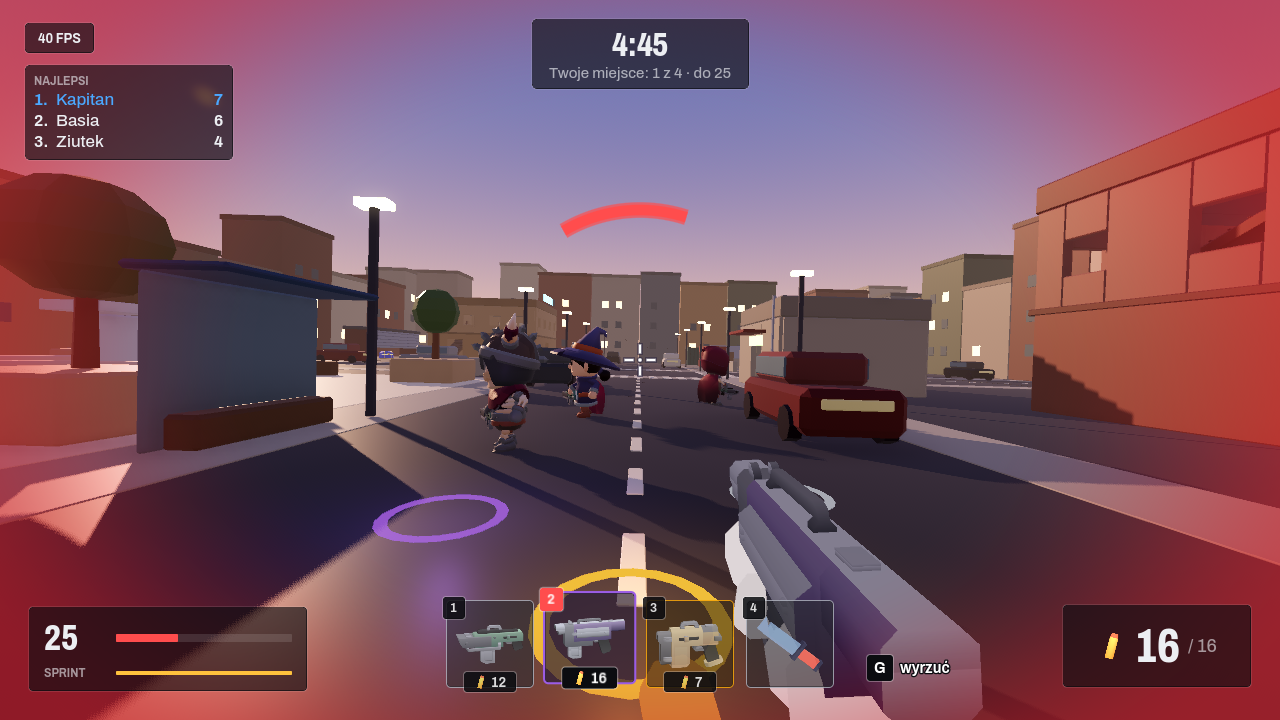 40 FPS
NAJLEPSI
1. Kapitan 7
2. Basia 6
3. Ziutek 4
4:45
Twoje miejsce: 1 z 4 · do 25
25
SPRINT
1
12
2
16
3
7
4
G wyrzuć
16 / 16